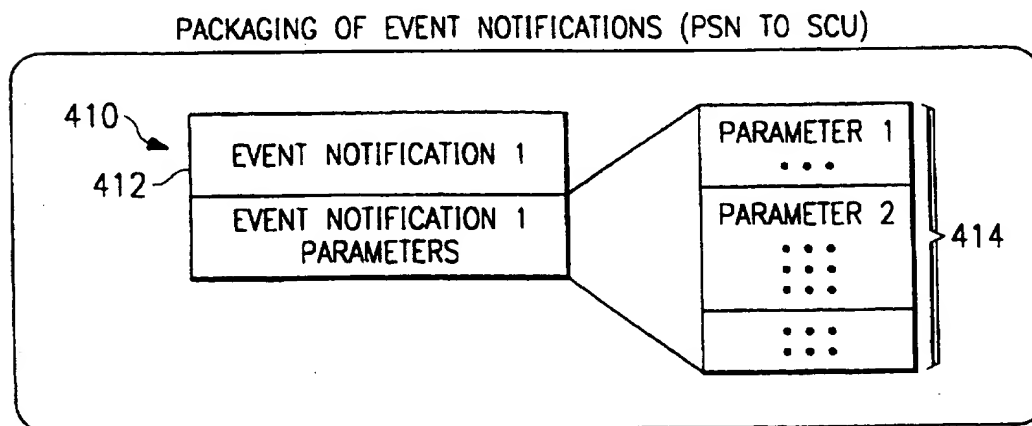 PACKAGING OF EVENT NOTIFICATIONS (PSN TO SCU)
410
412
EVENT NOTIFICATION 1
EVENT NOTIFICATION 1
PARAMETERS
PARAMETER 1
PARAMETER 2
414